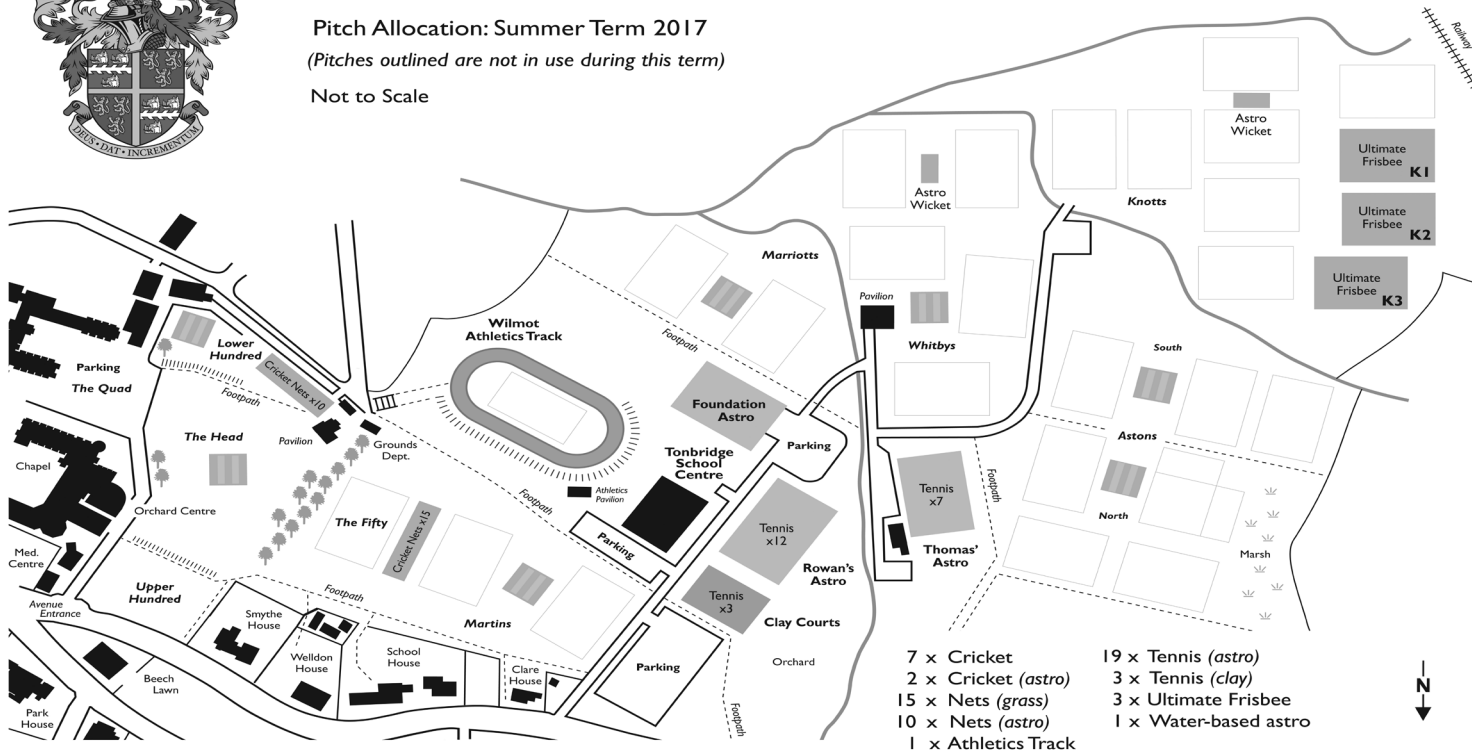 Pitch Allocation: Summer Term 2017
(Pitches outlined are not in use during this term)
Not to Scale
DEUS · DAT · INCREMENTUM
Railway
Astro
Wicket
Ultimate
Frisbee
K1
Ultimate
Frisbee
K2
Ultimate
Frisbee
K3
Knotts
Astro
Wicket
Marriotts
Pavilion
Whitbys
Footpath
Wilmot
Athletics Track
Lower
Hundred
Cricket Nets x10
Parking
The Quad
Footpath
Foundation
Astro
South
Astons
North
Marsh
The Head
Pavilion
Grounds
Dept.
Chapel
Orchard Centre
Tonbridge
School
Centre
Parking
Athletics
Pavilion
Footpath
Tennis
x7
Footpath
Thomas'
Astro
Tennis
x12
Rowan's
Astro
Tennis
x3
Clay Courts
The Fifty
Cricket Nets x15
Parking
Med.
Centre
Upper
Hundred
Avenue
Entrance
Footpath
Smythe
House
Martins
Welldon
House
School
House
Clare
House
Parking
Orchard
Footpath
Beech
Lawn
Park
House
7 x Cricket
2 x Cricket (astro)
15 x Nets (grass)
10 x Nets (astro)
1 x Athletics Track
19 x Tennis (astro)
3 x Tennis (clay)
3 x Ultimate Frisbee
1 x Water-based astro
N